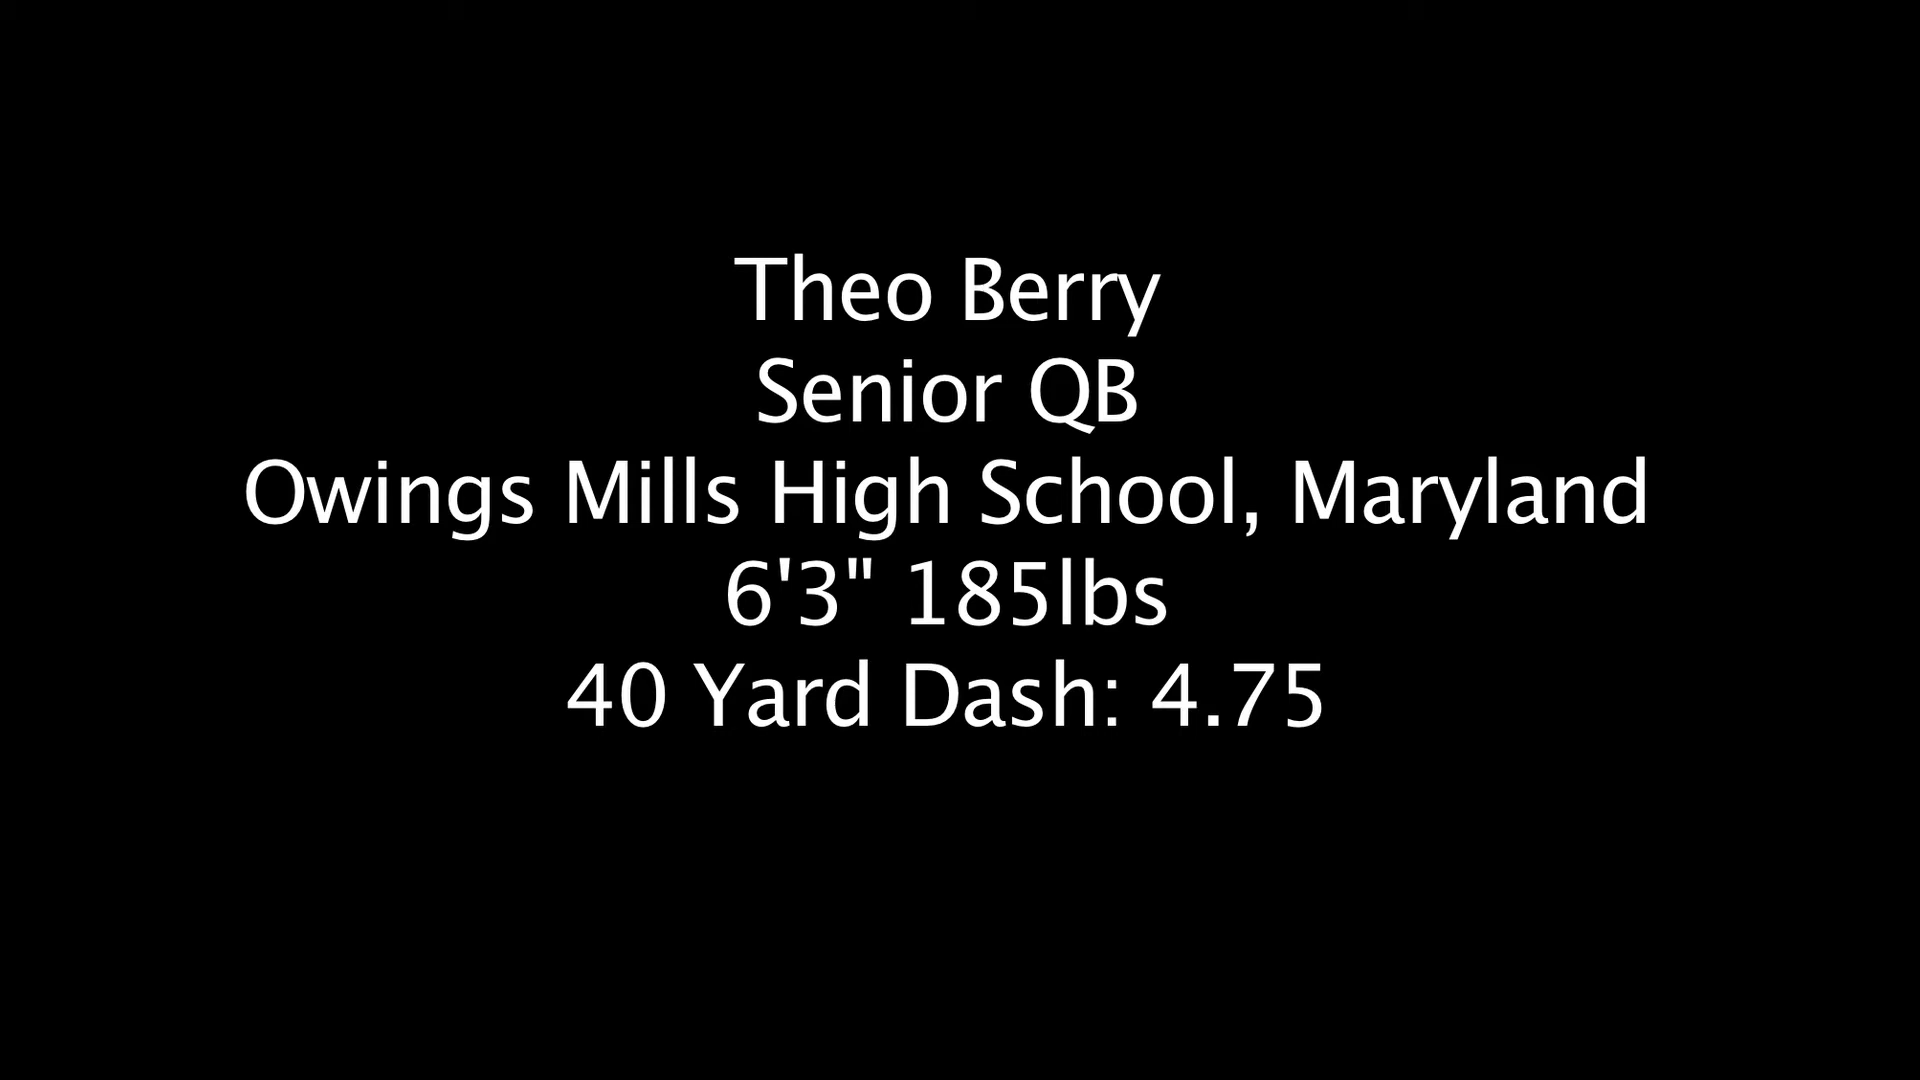 Theo Berry
Senior QB
Owings Mills High School, Maryland
6'3" 185lbs
40 Yard Dash: 4.75